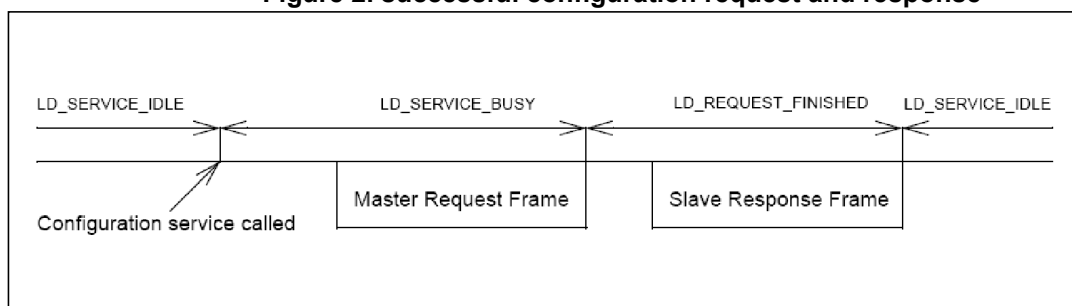 Figure 2. successful configuration request and response
LD_SERVICE_IDLE
LD_SERVICE_BUSY
LD_REQUEST_FINISHED
LD_SERVICE_IDLE
Master Request Frame
Slave Response Frame
Configuration service called